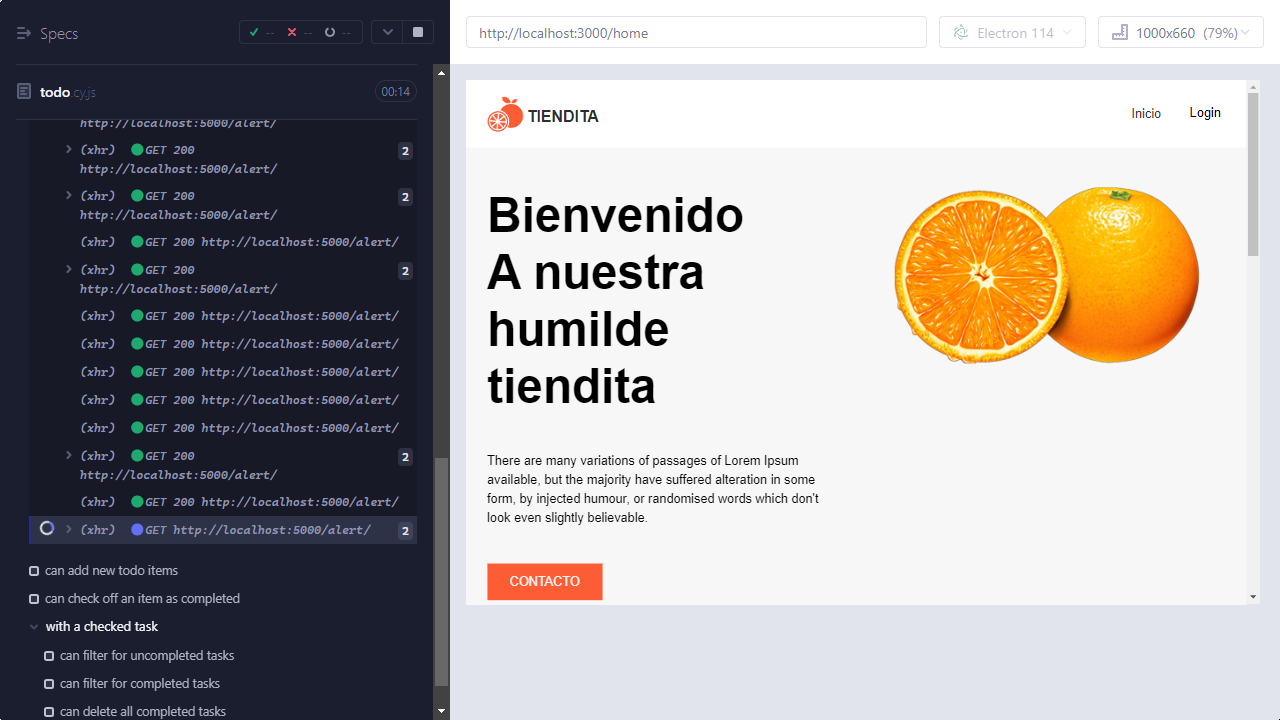 Specs
--
--
--
todo.cy.js
00:14
http://localhost:5000/alert/
(xhr) GET 200
http://localhost:5000/alert/
2
(xhr) GET 200
http://localhost:5000/alert/
2
(xhr) GET 200 http://localhost:5000/alert/
(xhr) GET 200
http://localhost:5000/alert/
2
(xhr) GET 200 http://localhost:5000/alert/
(xhr) GET 200 http://localhost:5000/alert/
(xhr) GET 200 http://localhost:5000/alert/
(xhr) GET 200 http://localhost:5000/alert/
(xhr) GET 200 http://localhost:5000/alert/
(xhr) GET 200
http://localhost:5000/alert/
2
(xhr) GET 200 http://localhost:5000/alert/
(xhr) GET http://localhost:5000/alert/
2
can add new todo items
can check off an item as completed
with a checked task
can filter for uncompleted tasks
can filter for completed tasks
can delete all completed tasks
http://localhost:3000/home
Electron 114
1000x660 (79%)
TIENDITA
Inicio
Login
Bienvenido
A nuestra
humilde
tiendita
There are many variations of passages of Lorem Ipsum
available, but the majority have suffered alteration in some
form, by injected humour, or randomised words which don't
look even slightly believable.
CONTACTO